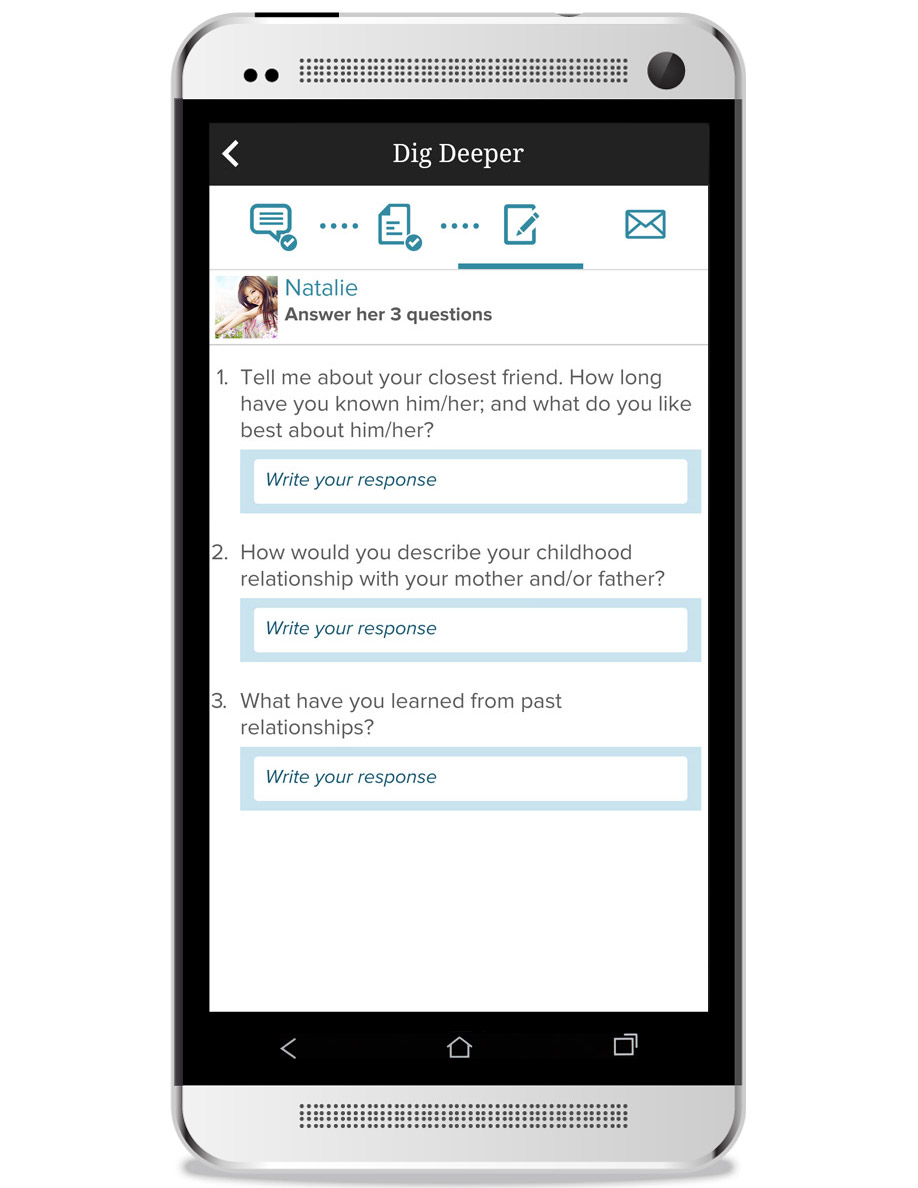 Dig Deeper
Natalie
Answer her 3 questions
1. Tell me about your closest friend. How long
have you known him/her; and what do you like
best about him/her?
Write your response
2. How would you describe your childhood
relationship with your mother and/or father?
Write your response
3. What have you learned from past
relationships?
Write your response